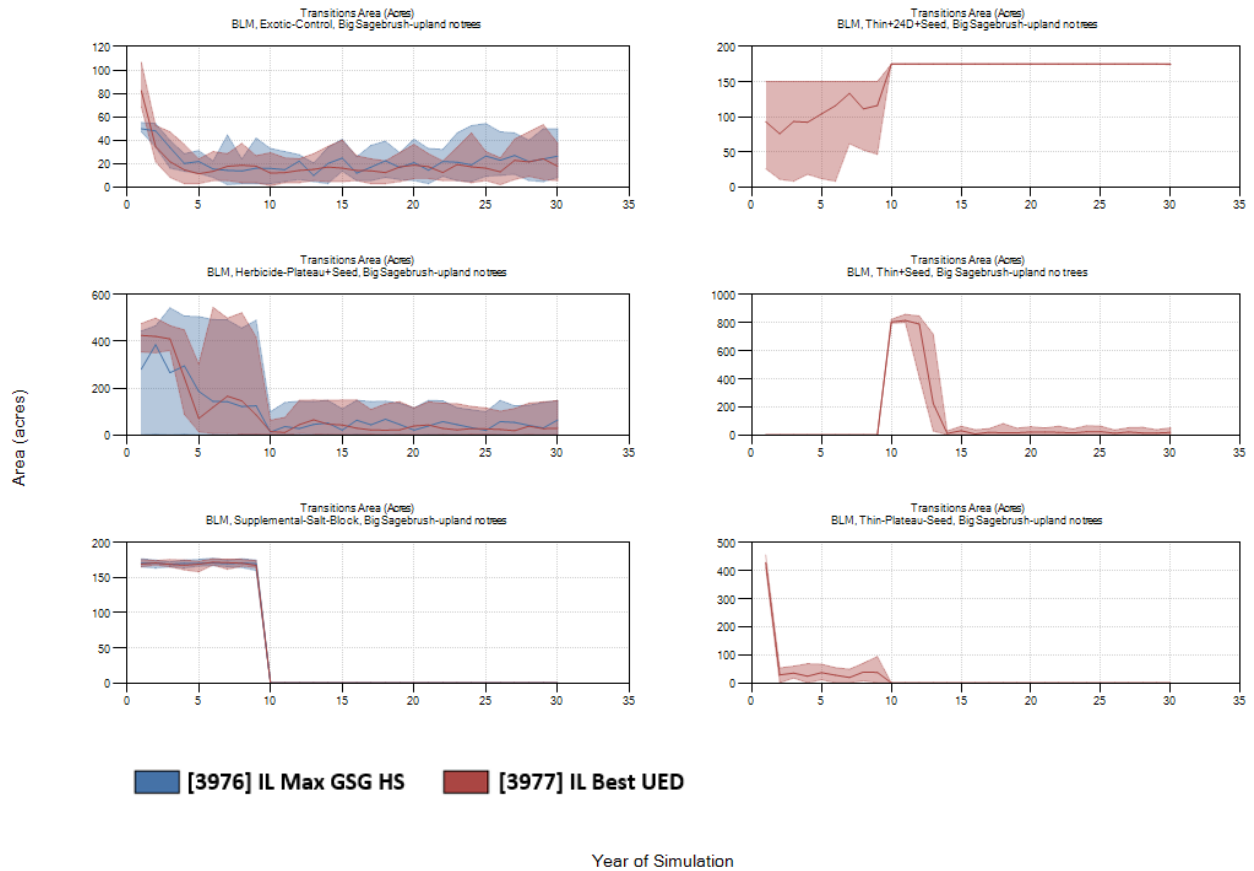 Transitions Area (Acres)
BLM, Exotic-Control, Big Sagebrush-upland no trees
120
100
80
60
40
20
0
0 5 10 15 20 25 30 35
Transitions Area (Acres)
BLM, Thin+24D+Seed, Big Sagebrush-upland no trees
200
150
100
50
0
0 5 10 15 20 25 30 35
Transitions Area (Acres)
BLM, Herbicide-Plateau+Seed, Big Sagebrush-upland no trees
600
400
200
0
0 5 10 15 20 25 30 35
Transitions Area (Acres)
BLM, Thin+Seed, Big Sagebrush-upland no trees
1000
800
600
400
200
0
0 5 10 15 20 25 30 35
Area (acres)
Transitions Area (Acres)
BLM, Supplemental-Salt-Block, Big Sagebrush-upland no trees
200
150
100
50
0
0 5 10 15 20 25 30 35
Transitions Area (Acres)
BLM, Thin-Plateau-Seed, Big Sagebrush-upland no trees
500
400
300
200
100
0
0 5 10 15 20 25 30 35
[3976] IL Max GSG HS [3977] IL Best UED
Year of Simulation